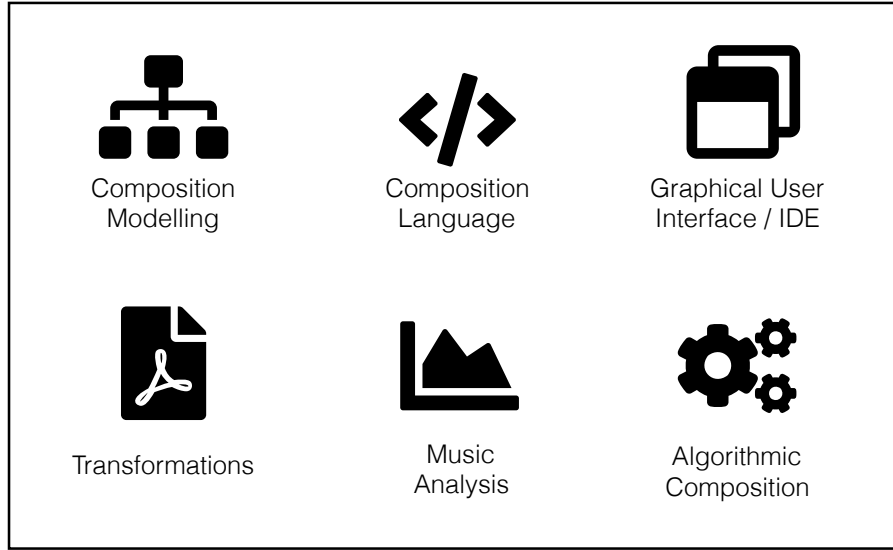 Composition
Modelling
Composition
Language
Graphical User
Interface / IDE
Transformations
Music
Analysis
Algorithmic
Composition